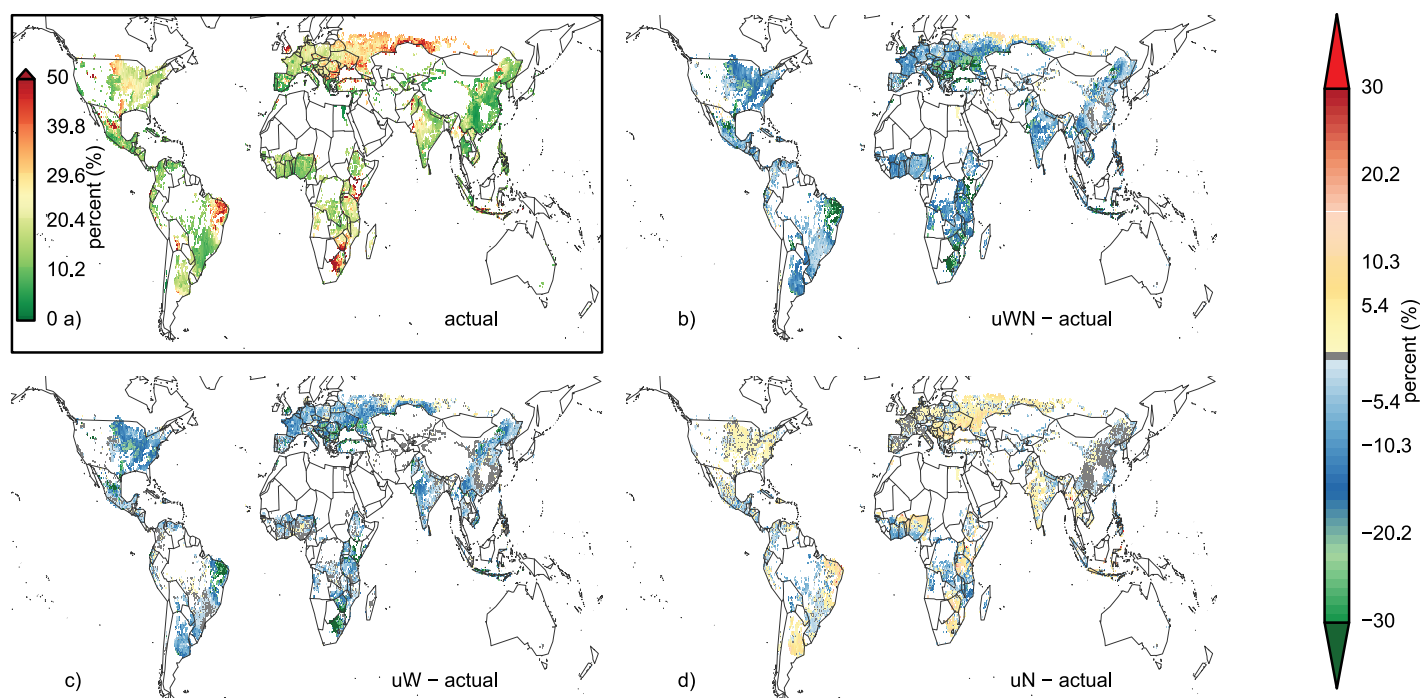 50
39.8
29.6
20.4
10.2
0
percent (%)
a)
actual
b)
uWN − actual
c)
uW − actual
d)
uN − actual
30
20.2
10.3
5.4
−5.4
−10.3
−20.2
−30
percent (%)